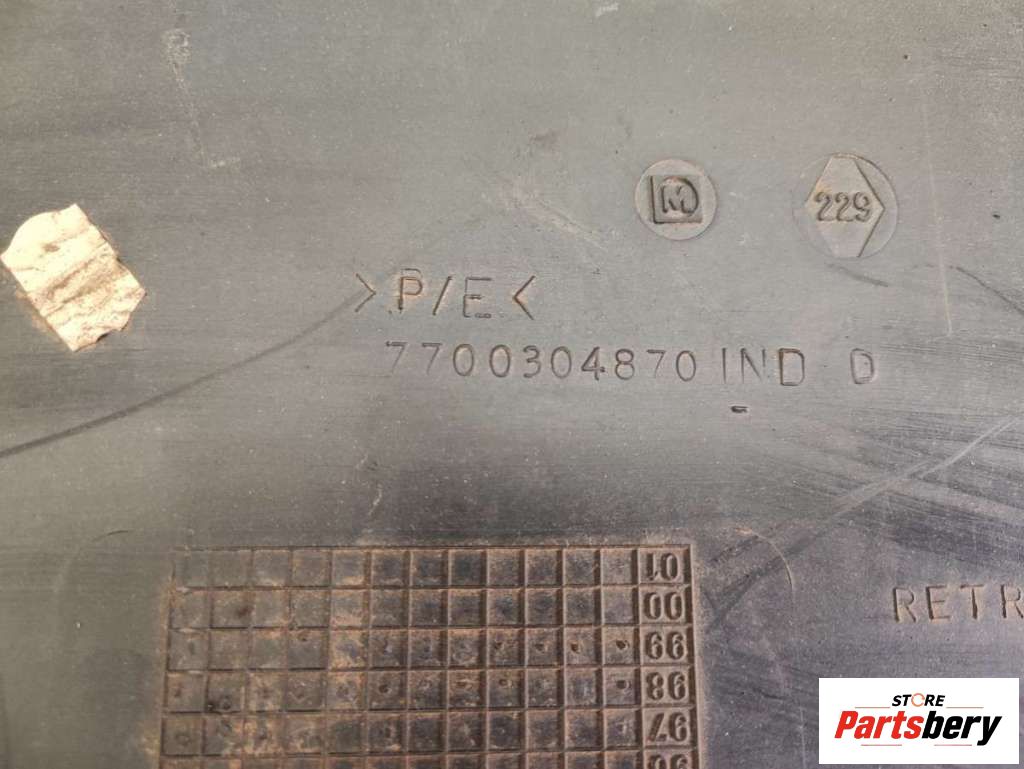 M
229
>P/E<
7700304870 IND D
01
00
99
RETR
98
97
STORE
Partsbery